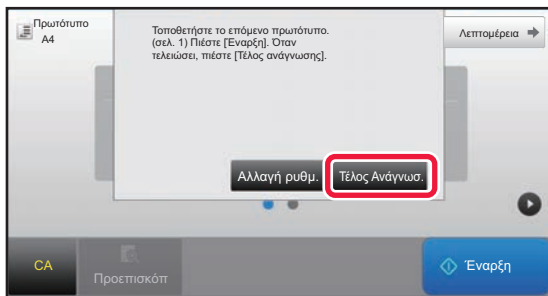 Πρωτότυπο
A4
Τοποθετήστε το επόμενο πρωτότυπο.
(σελ. 1) Πιέστε [Έναρξη]. Όταν
τελειώσει, πιέστε [Τέλος ανάγνωσης].
Λεπτομέρεια
Αλλαγή ρυθμ.
Τέλος Ανάγνωσ.
CA
Προεπισκόπ
Έναρξη